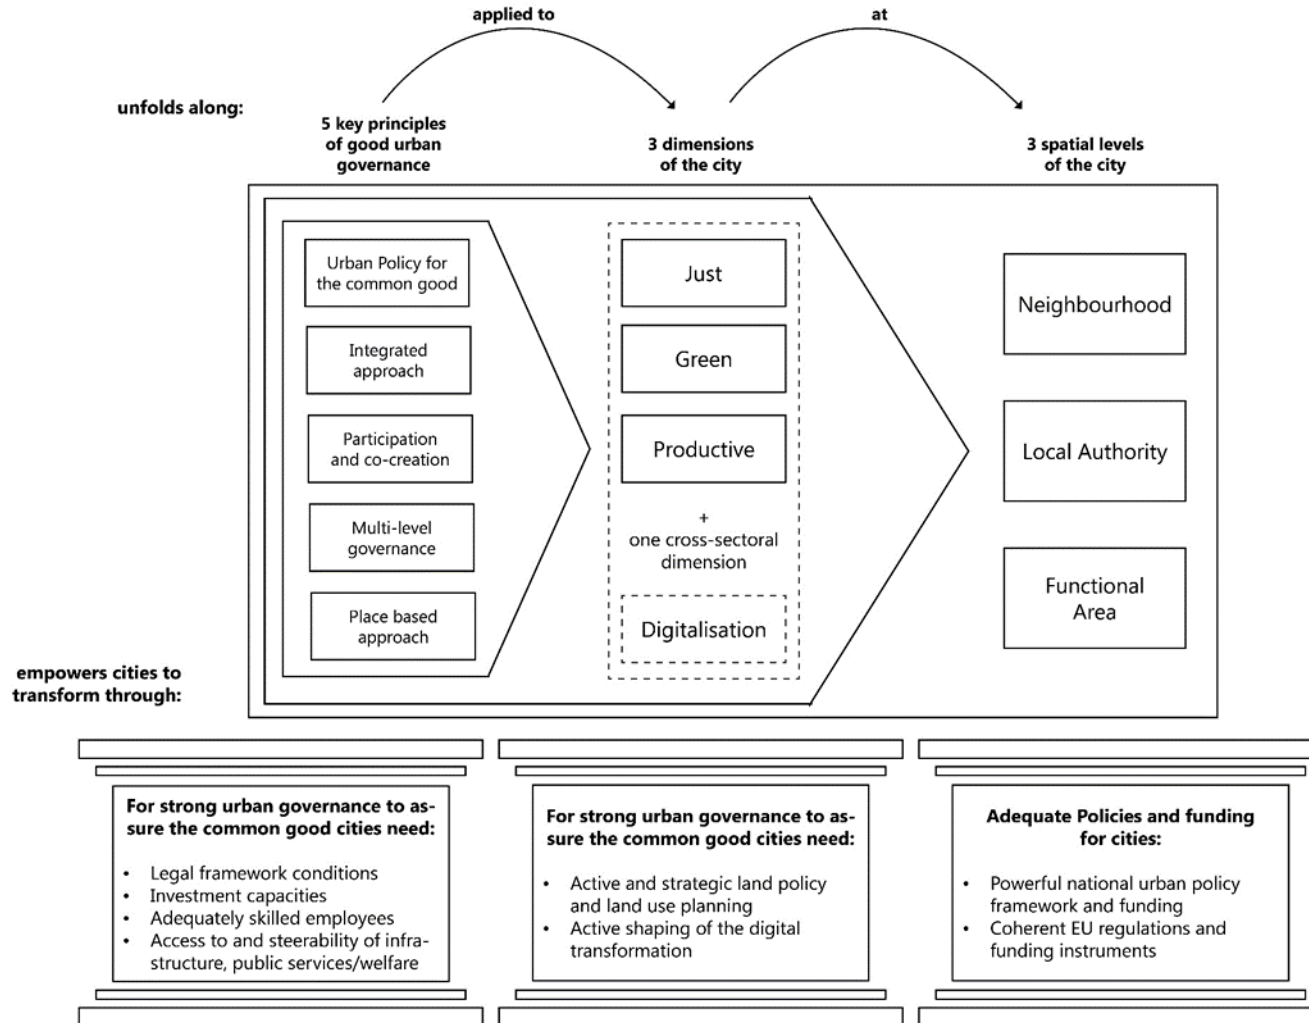 applied to
at
unfolds along:
5 key principles
of good urban
governance
3 dimensions
of the city
3 spatial levels
of the city
Urban Policy for
the common good
Integrated
approach
Participation
and co-creation
Multi-level
governance
Place based
approach
Just
Green
Productive
+
one cross-sectoral
dimension
Digitalisation
Neighbourhood
Local Authority
Functional
Area
empowers cities to
transform through:
For strong urban governance to as-
sure the common good cities need:
• Legal framework conditions
• Investment capacities
• Adequately skilled employees
• Access to and steerability of infra-
structure, public services/welfare
For strong urban governance to as-
sure the common good cities need:
• Active and strategic land policy
and land use planning
• Active shaping of the digital
transformation
Adequate Policies and funding
for cities:
• Powerful national urban policy
framework and funding
• Coherent EU regulations and
funding instruments